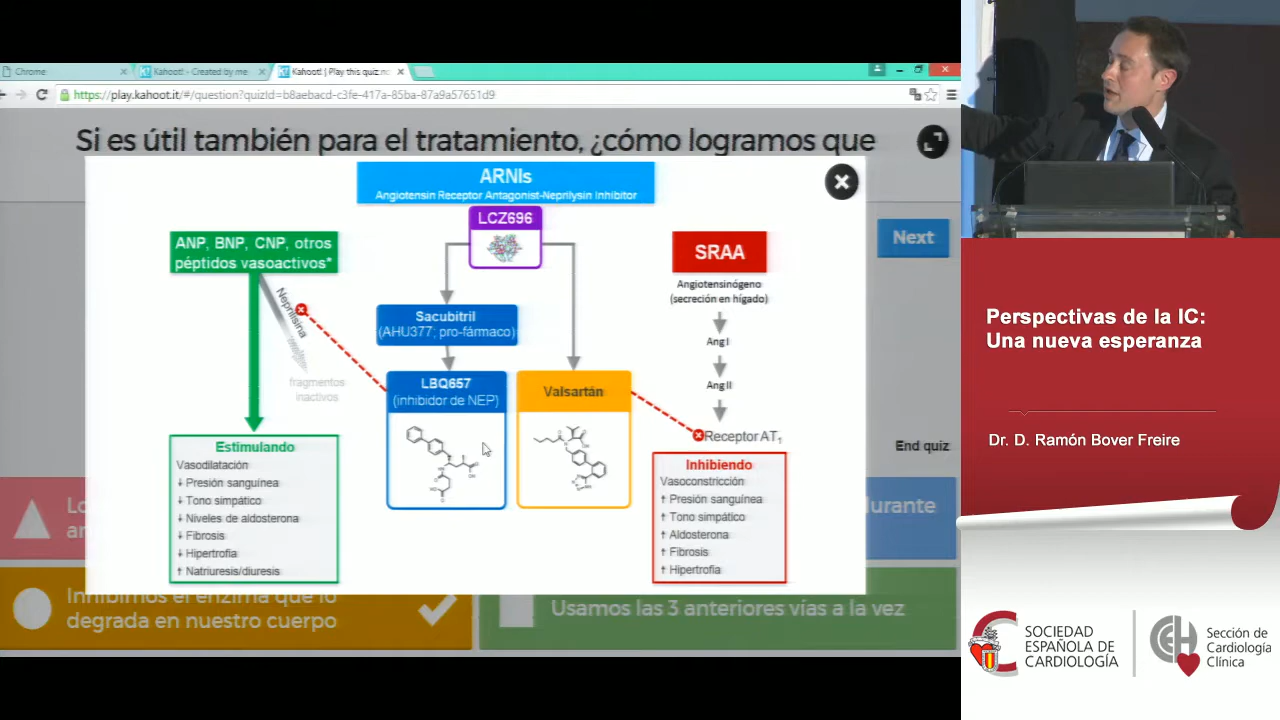 Chrome
Kahoot! - Created by me
Kahoot! | Play this quiz no
https://play.kahoot.it/#/question?quizId=b8aebacd-c3fe-417a-85ba-87a9a57651d9
Si es útil también para el tratamiento, ¿cómo logramos que
ARNIs
Angiotensin Receptor Antagonist-Neprilysin Inhibitor
LCZ696
ANP, BNP, CNP, otros
péptidos vasoactivos*
Neprilisina
fragmentos
inactivos
Sacubitril
(AHU377; pro-fármaco)
LBQ657
(inhibidor de NEP)
Valsartán
SRAA
Angiotensinógeno
(secreción en hígado)
Ang I
Ang II
Receptor AT1
Estimulando
Vasodilatación
↓ Presión sanguínea
↓ Tono simpático
↓ Niveles de aldosterona
↓ Fibrosis
↓ Hipertrofia
↑ Natriuresis/diuresis
Inhibiendo
Vasoconstricción
↑ Presión sanguínea
↑ Tono simpático
↑ Aldosterona
↑ Fibrosis
↑ Hipertrofia
Next
End quiz
Lo
an
durante
Inhibimos el enzima que lo
degrada en nuestro cuerpo
Usamos las 3 anteriores vías a la vez
Perspectivas de la IC:
Una nueva esperanza
Dr. D. Ramón Bover Freire
SOCIEDAD
ESPAÑOLA DE
CARDIOLOGÍA
Sección de
Cardiología
Clínica